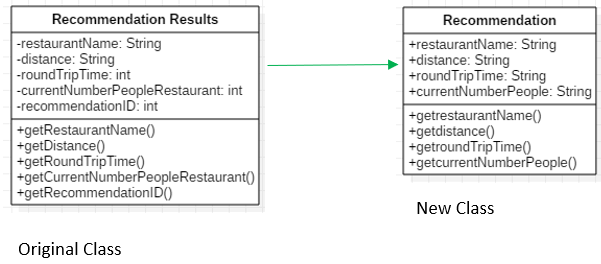 Recommendation Results
-restaurantName: String
-distance: String
-roundTripTime: int
-currentNumberPeopleRestaurant: int
-recommendationID: int
+getRestaurantName()
+getDistance()
+getRoundTripTime()
+getCurrentNumberPeopleRestaurant()
+getRecommendationID()
Original Class
Recommendation
+restaurantName: String
+distance: String
+roundTripTime: String
+currentNumberPeople: String
+getrestaurantName()
+getdistance()
+getroundTripTime()
+getcurrentNumberPeople()
New Class